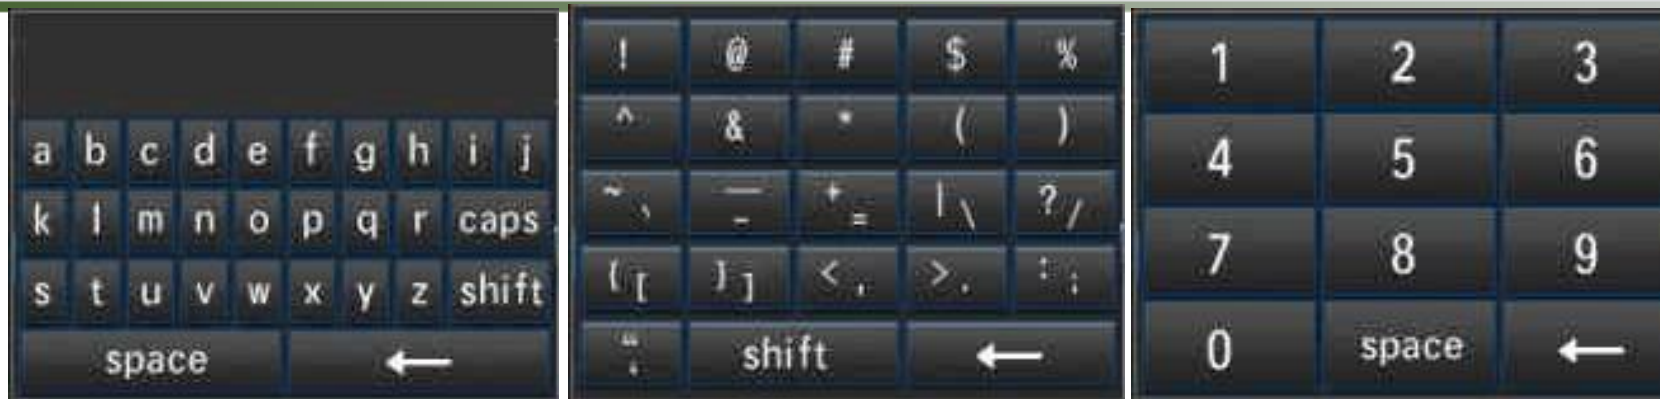 a b c d e f g h i j
k l m n o p q r caps
s t u v w x y z shift
space ←
! @ # $ %
^ & * ( )
~ ` — - + = | \ ? /
{ [ } ] < , > . : ;
“ ‘ shift ←
1 2 3
4 5 6
7 8 9
0 space ←